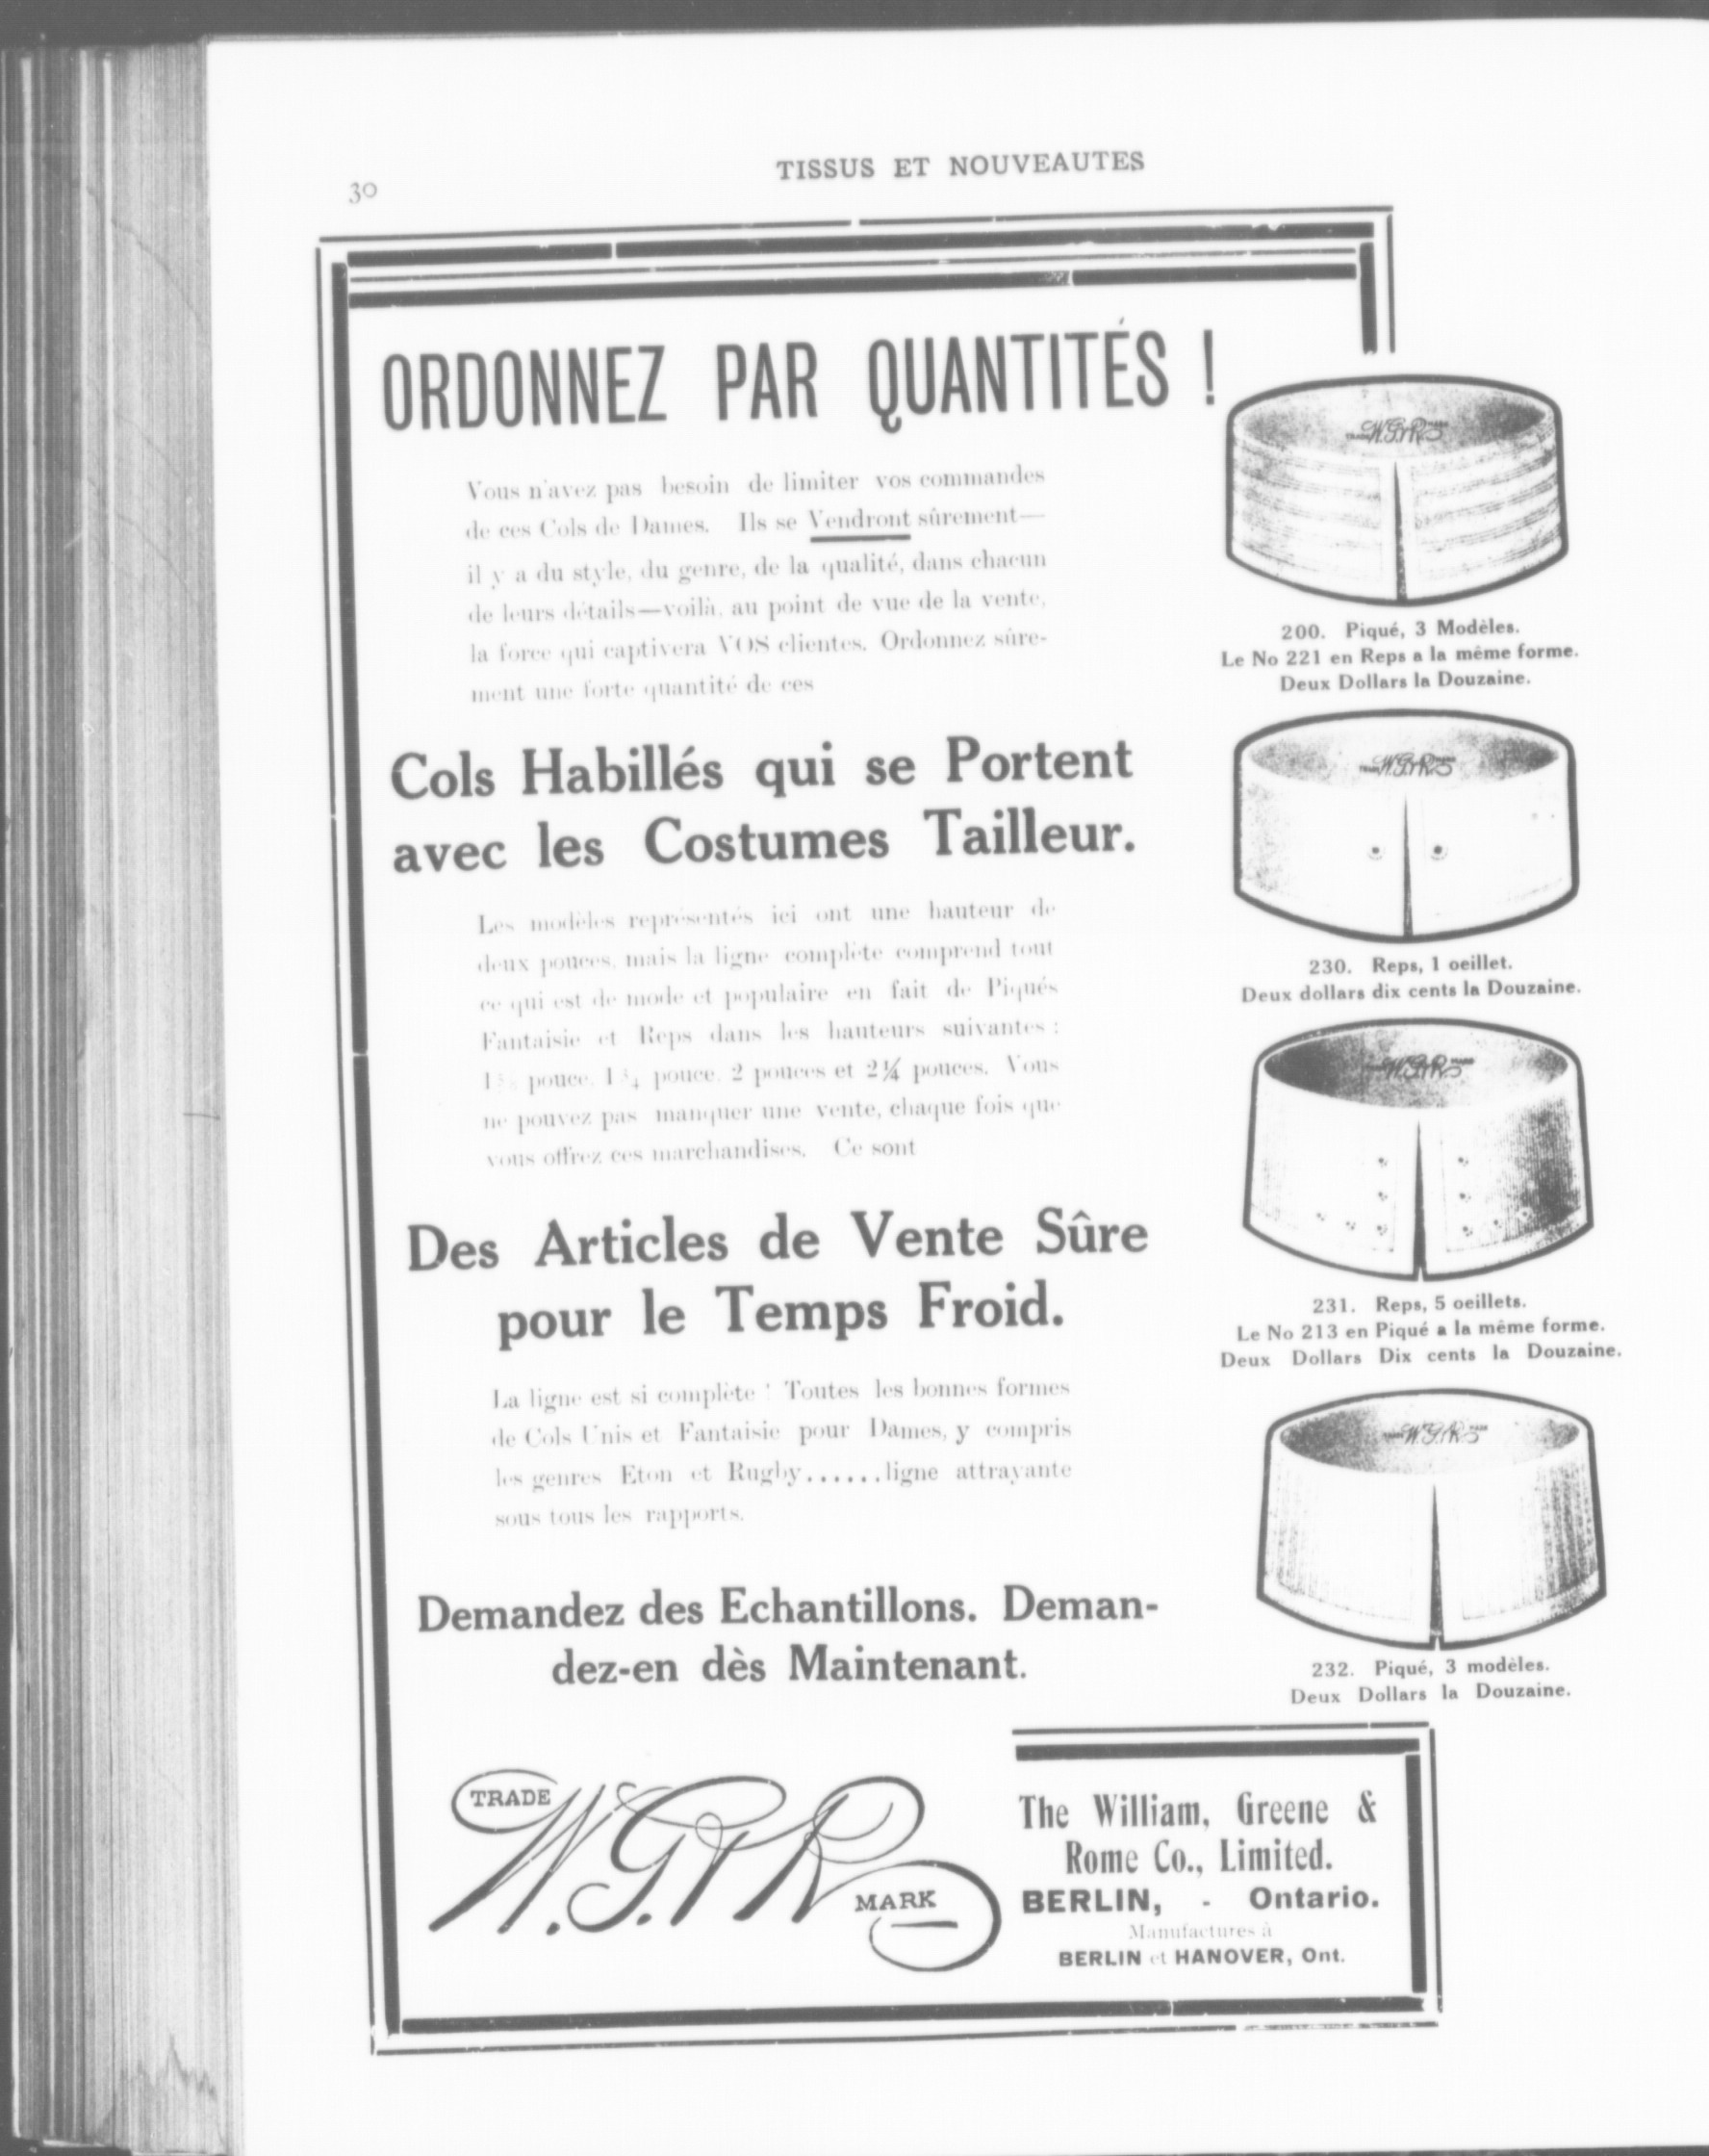 30
TISSUS ET NOUVEAUTES
ORDONNEZ PAR QUANTITÉS !
Vous n'avez pas besoin de limiter vos commandes
de ces Cols de Dames. Ils se Vendront sûrement—
il y a du style, du genre, de la qualité, dans chacun
de leurs détails—voilà, au point de vue de la vente,
la force qui captivera VOS clientes. Ordonnez sûre-
ment une forte quantité de ces
Cols Habillés qui se Portent
avec les Costumes Tailleur.
Les modèles représentés ici ont une hauteur de
deux pouces, mais la ligne complète comprend tout
ce qui est de mode et populaire en fait de Piqués
Fantaisie et Reps dans les hauteurs suivantes :
pouce, 1¾ pouce, 2 pouces et 2¼ pouces. Vous
ne pouvez pas manquer une vente, chaque fois que
vous offrez ces marchandises. Ce sont
Des Articles de Vente Sûre
pour le Temps Froid.
La ligne est si complète ! Toutes les bonnes formes
de Cols Unis et Fantaisie pour Dames, y compris
les genres Eton et Rugby......ligne attrayante
sous tous les rapports.
Demandez des Echantillons. Deman-
dez-en dès Maintenant.
TRADE W.G.&R. MARK
TRADE W.G.&R. MARK
200. Piqué, 3 Modèles.
Le No 221 en Reps a la même forme.
Deux Dollars la Douzaine.
TRADE W.G.&R. MARK
230. Reps, 1 oeillet.
Deux dollars dix cents la Douzaine.
TRADE W.G.&R. MARK
231. Reps, 5 oeillets.
Le No 213 en Piqué a la même forme.
Deux Dollars Dix cents la Douzaine.
TRADE W.G.&R. MARK
232. Piqué, 3 modèles.
Deux Dollars la Douzaine.
The William, Greene &
Rome Co., Limited.
BERLIN, - Ontario.
Manufactures à
BERLIN et HANOVER, Ont.